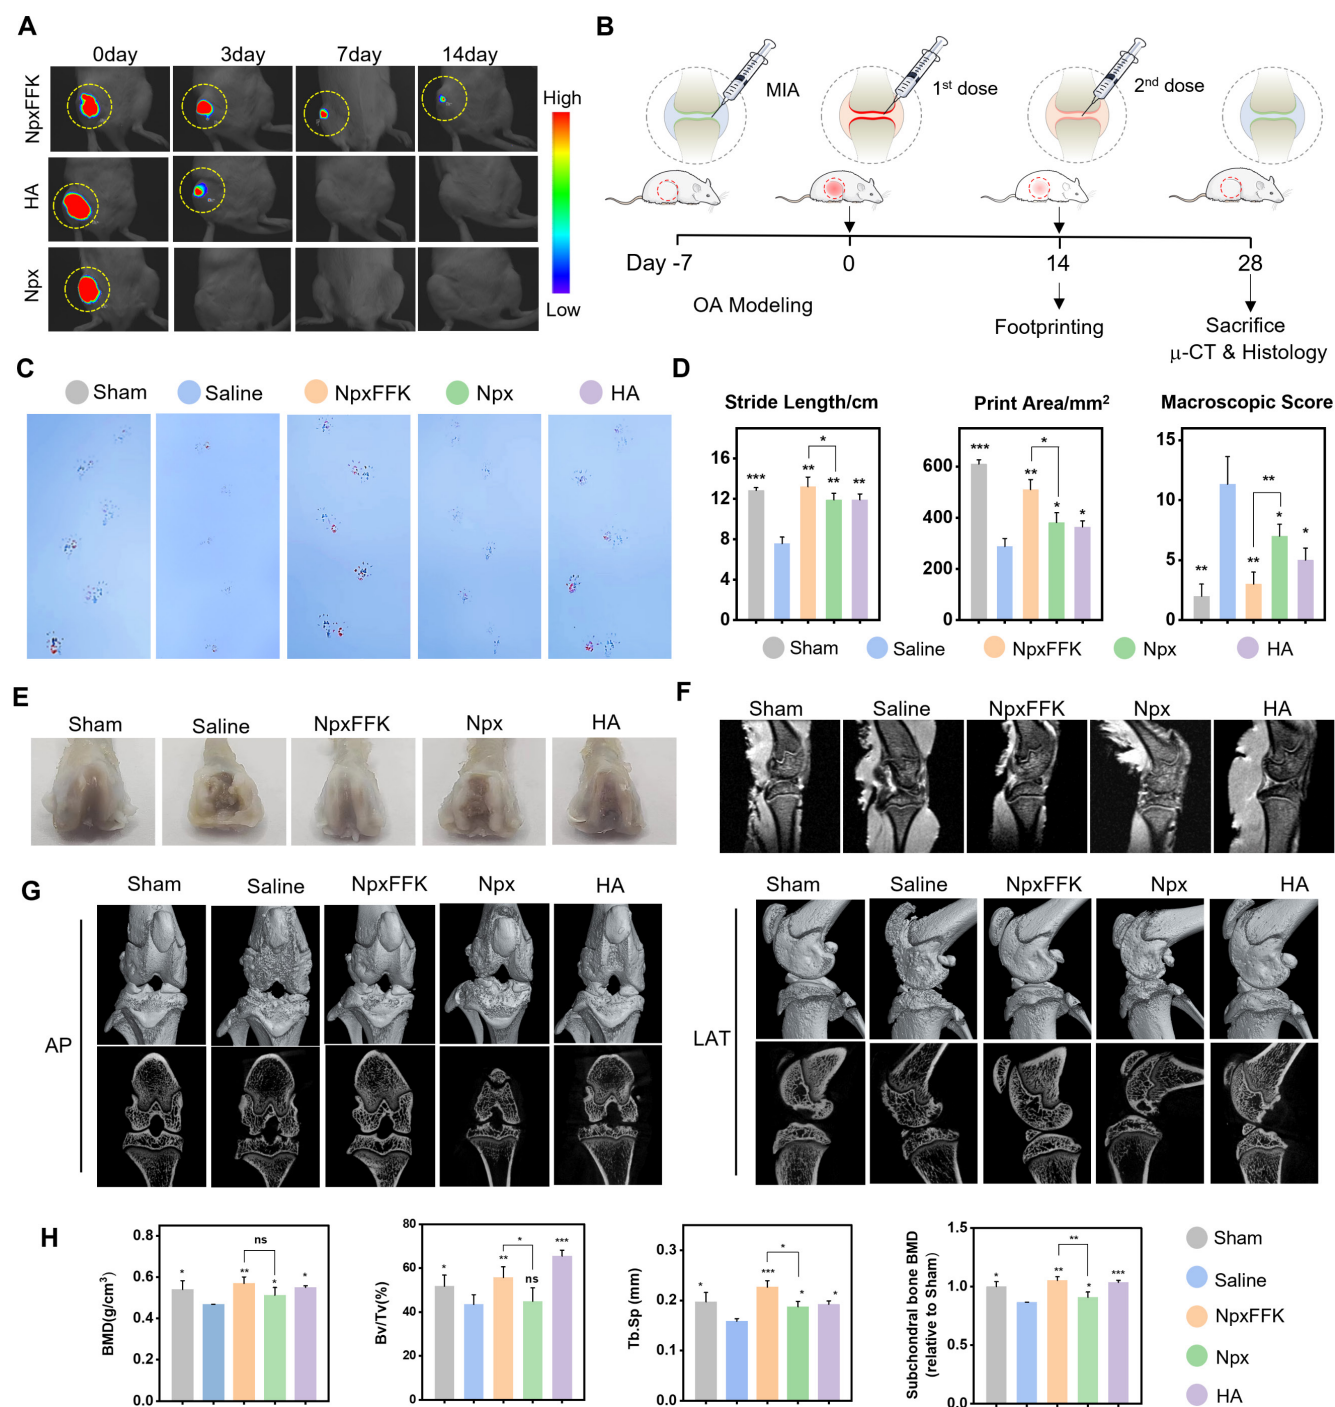 A
0day 3day 7day 14day
NpxFFK
HA
Npx
High
Low
B
MIA
1st dose
2nd dose
Day -7 0 14 28
OA Modeling
Footprinting
Sacrifice
μ-CT & Histology
C
Sham Saline NpxFFK Npx HA
D
Stride Length/cm
16
12
8
4
0
***
**
**
**
*
Print Area/mm²
600
400
200
0
***
**
*
*
*
Macroscopic Score
15
10
5
0
**
**
*
*
**
Sham Saline NpxFFK Npx HA
E
Sham Saline NpxFFK Npx HA
F
Sham Saline NpxFFK Npx HA
G
Sham Saline NpxFFK Npx HA
AP
Sham Saline NpxFFK Npx HA
LAT
H
BMD(g/cm³)
0.8
0.6
0.4
0.2
0.0
*
**
*
*
ns
Bv/Tv(%)
80
60
40
20
0
*
**
ns
***
*
Tb.Sp (mm)
0.3
0.2
0.1
0.0
*
***
*
*
*
Subchondral bone BMD
(relative to Sham)
1.5
1.0
0.5
0.0
*
**
*
***
**
Sham
Saline
NpxFFK
Npx
HA